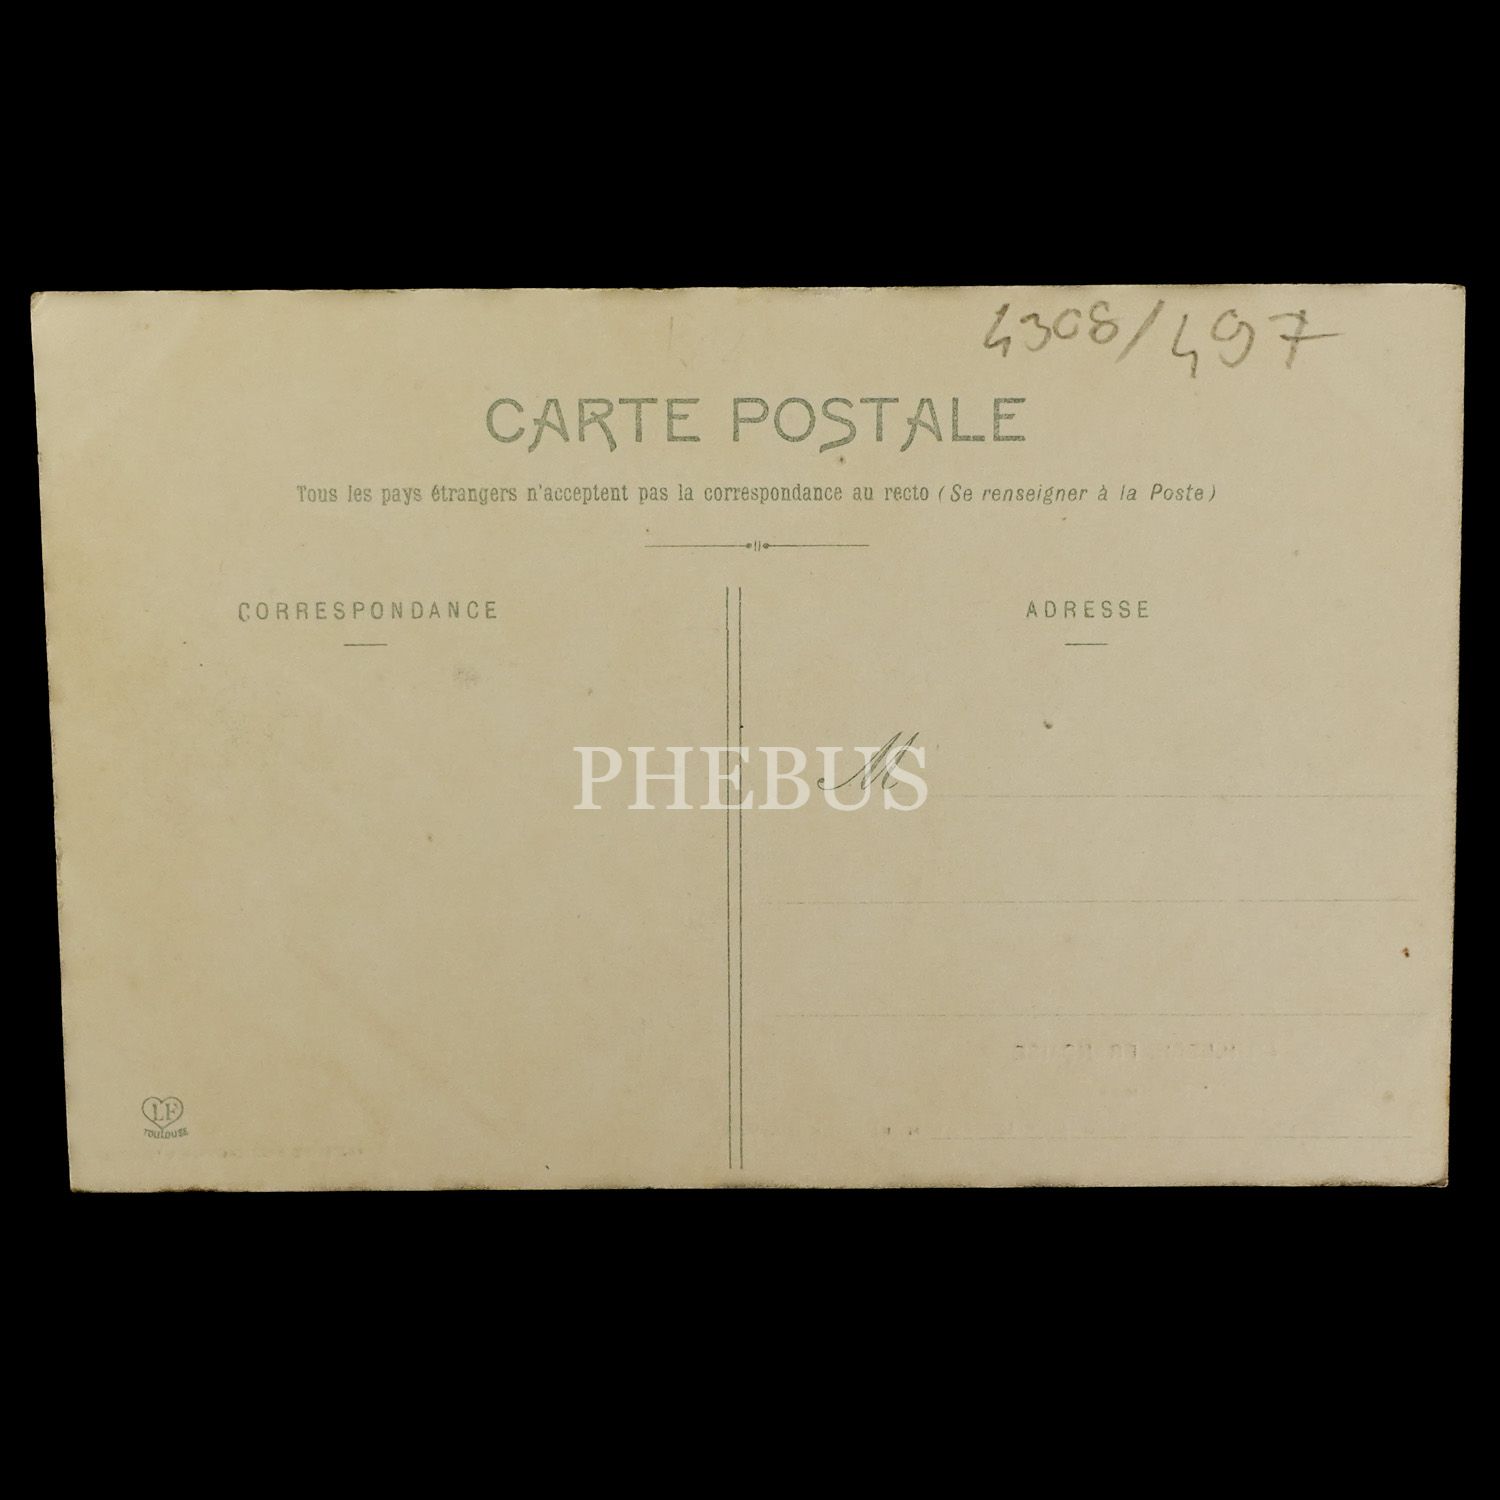 4308/497
CARTE POSTALE
Tous les pays étrangers n'acceptent pas la correspondance au recto (Se renseigner à la Poste)
CORRESPONDANCE
ADRESSE
M
PHEBUS
LF
TOULOUSE